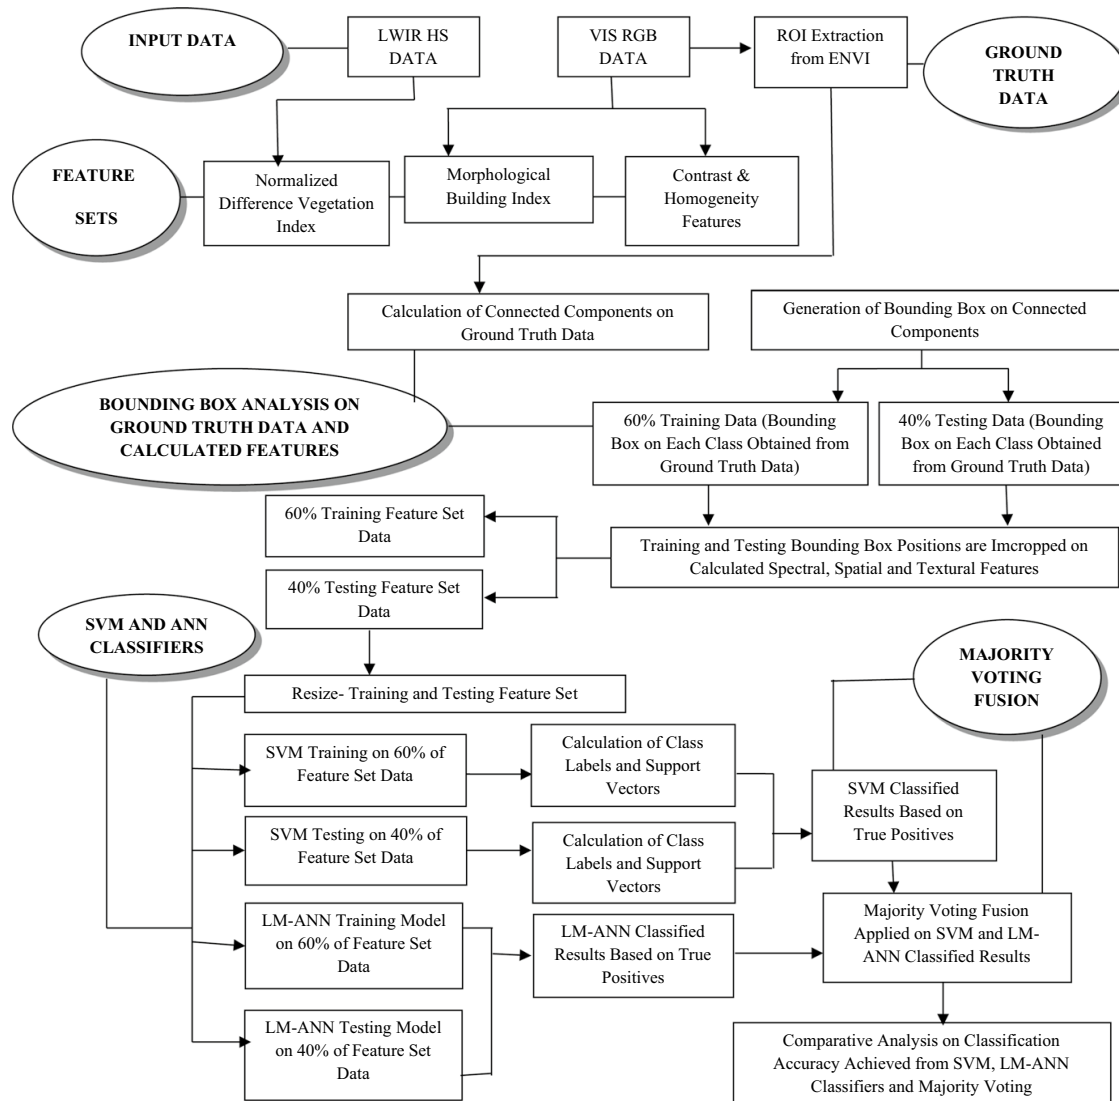 INPUT DATA
LWIR HS
DATA
VIS RGB
DATA
ROI Extraction
from ENVI
GROUND
TRUTH
DATA
FEATURE
SETS
Normalized
Difference Vegetation
Index
Morphological
Building Index
Contrast &
Homogeneity
Features
Calculation of Connected Components on
Ground Truth Data
Generation of Bounding Box on Connected
Components
BOUNDING BOX ANALYSIS ON
GROUND TRUTH DATA AND
CALCULATED FEATURES
60% Training Data (Bounding
Box on Each Class Obtained from
Ground Truth Data)
40% Testing Data (Bounding
Box on Each Class Obtained
from Ground Truth Data)
60% Training Feature Set
Data
Training and Testing Bounding Box Positions are Imcropped on
Calculated Spectral, Spatial and Textural Features
40% Testing Feature Set
Data
SVM AND ANN
CLASSIFIERS
MAJORITY
VOTING
FUSION
Resize- Training and Testing Feature Set
SVM Training on 60% of
Feature Set Data
Calculation of Class
Labels and Support
Vectors
SVM Classified
Results Based on
True Positives
SVM Testing on 40% of
Feature Set Data
Calculation of Class
Labels and Support
Vectors
LM-ANN Training Model
on 60% of Feature Set
Data
LM-ANN Classified
Results Based on True
Positives
Majority Voting Fusion
Applied on SVM and LM-
ANN Classified Results
LM-ANN Testing Model
on 40% of Feature Set
Data
Comparative Analysis on Classification
Accuracy Achieved from SVM, LM-ANN
Classifiers and Majority Voting